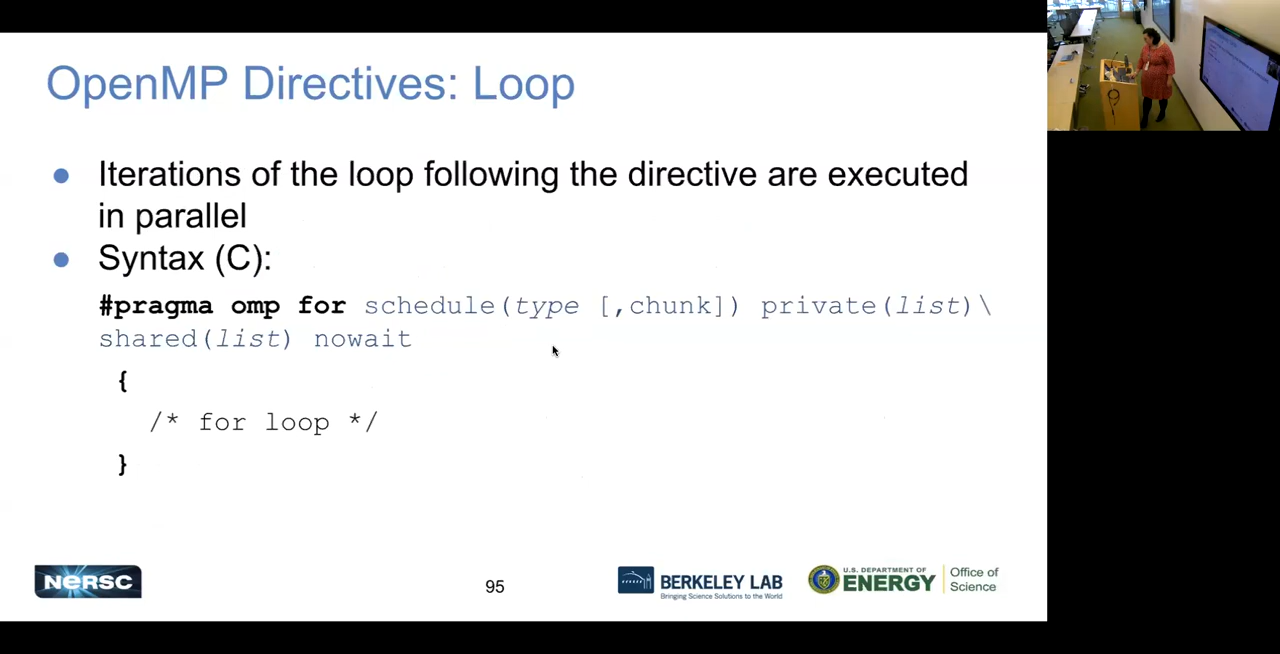 OpenMP Directives: Loop
● Iterations of the loop following the directive are executed
in parallel
● Syntax (C):
#pragma omp for schedule(type [,chunk]) private(list)\
shared(list) nowait
{
/* for loop */
}
NERSC
95
BERKELEY LAB
Bringing Science Solutions to the World
U.S. DEPARTMENT OF
ENERGY
Office of
Science